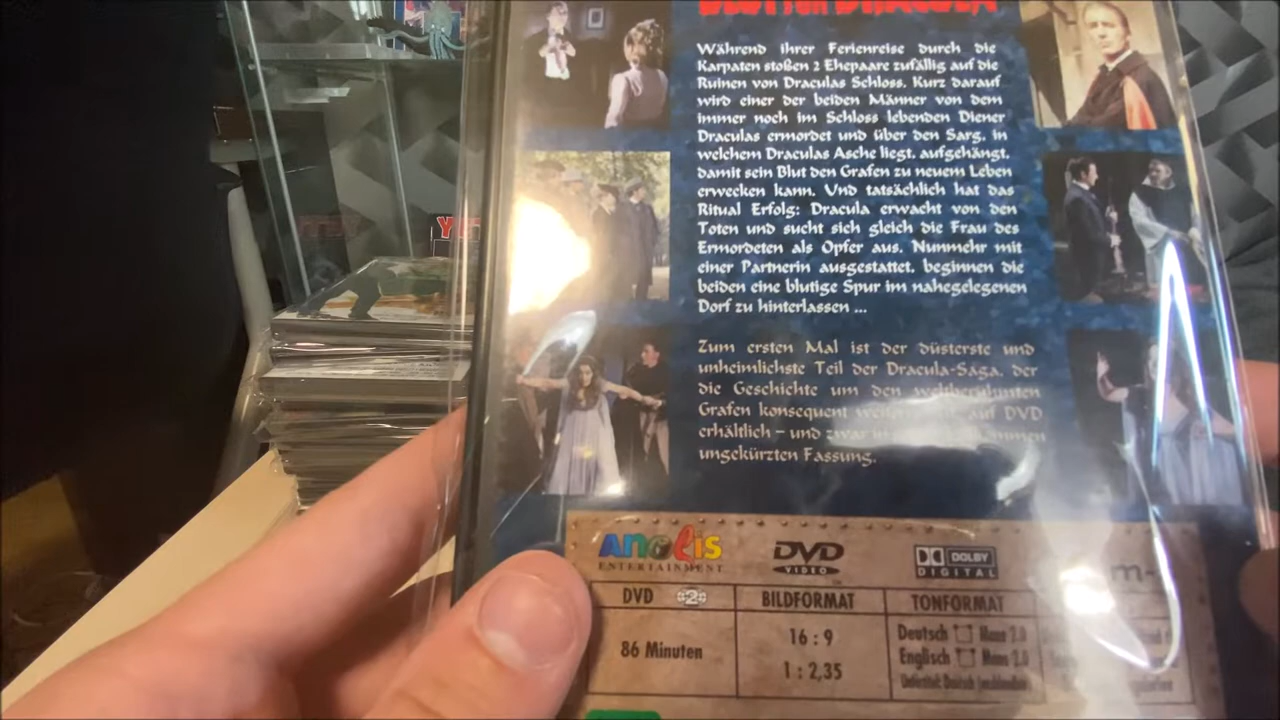 BLUT FÜR DRACULA
Während ihrer Ferienreise durch die
Karpaten stoßen 2 Ehepaare zufällig auf die
Ruinen von Draculas Schloss. Kurz darauf
wird einer der beiden Männer von dem
immer noch im Schloss lebenden Diener
Draculas ermordet und über den Sarg, in
welchem Draculas Asche liegt, aufgehängt,
damit sein Blut den Grafen zu neuem Leben
erwecken kann. Und tatsächlich hat das
Ritual Erfolg: Dracula erwacht von den
Toten und sucht sich gleich die Frau des
Ermordeten als Opfer aus. Nunmehr mit
einer Partnerin ausgestattet, beginnen die
beiden eine blutige Spur im nahegelegenen
Dorf zu hinterlassen ...
Zum ersten Mal ist der düsterste und
unheimlichste Teil der Dracula-Saga, der
die Geschichte um den weltberühmten
Grafen konsequent auf DVD
erhältlich – und zwar
ungekürzten Fassung.
anolis
ENTERTAINMENT
DVD
VIDEO
DOLBY
DIGITAL
m-
DVD 2 BILDFORMAT TONFORMAT
86 Minuten
16 : 9
1 : 2,35
Deutsch Mono 2.0
Englisch Mono 2.0